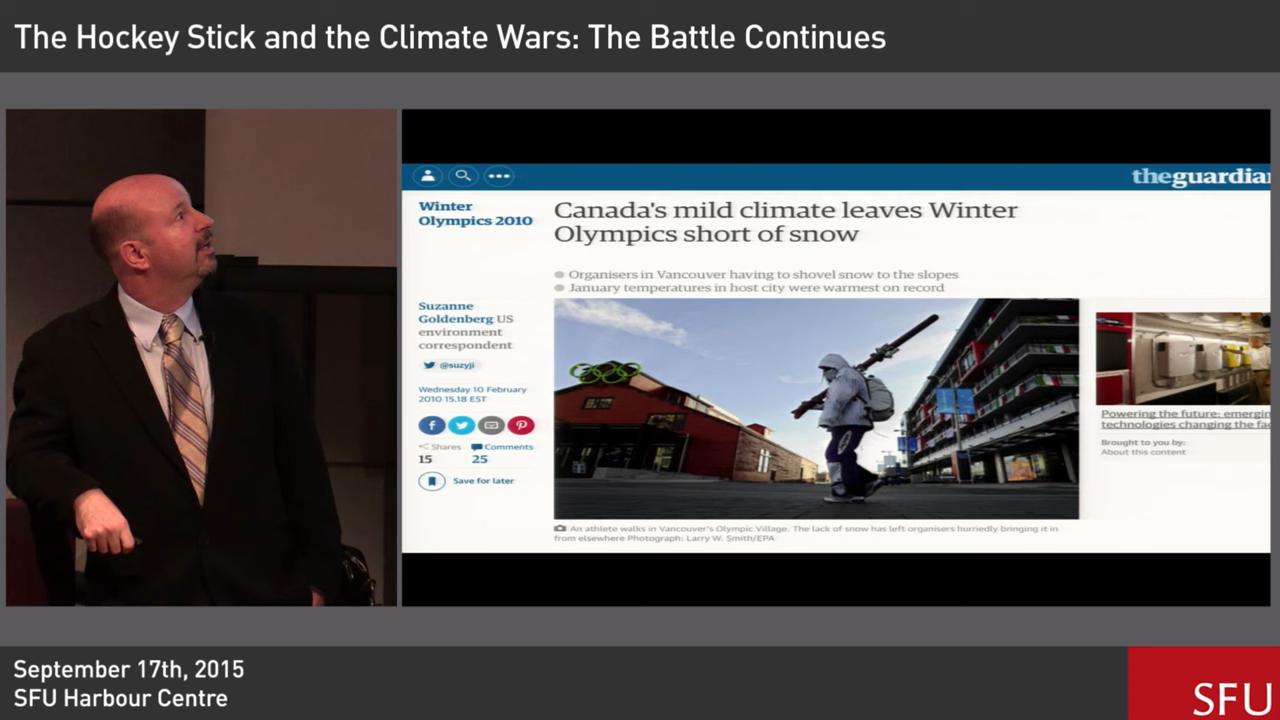 The Hockey Stick and the Climate Wars: The Battle Continues
theguardia
Winter
Olympics 2010
Canada's mild climate leaves Winter
Olympics short of snow
Organisers in Vancouver having to shovel snow to the slopes
January temperatures in host city were warmest on record
Suzanne
Goldenberg US
environment
correspondent
@suzyji
Wednesday 10 February
2010 15.18 EST
Shares
15
Comments
25
Save for later
An athlete walks in Vancouver's Olympic Village. The lack of snow has left organisers hurriedly bringing it in
from elsewhere Photograph: Larry W. Smith/EPA
Powering the future: emergin
technologies changing the fac
Brought to you by:
About this content
September 17th, 2015
SFU Harbour Centre
SFU